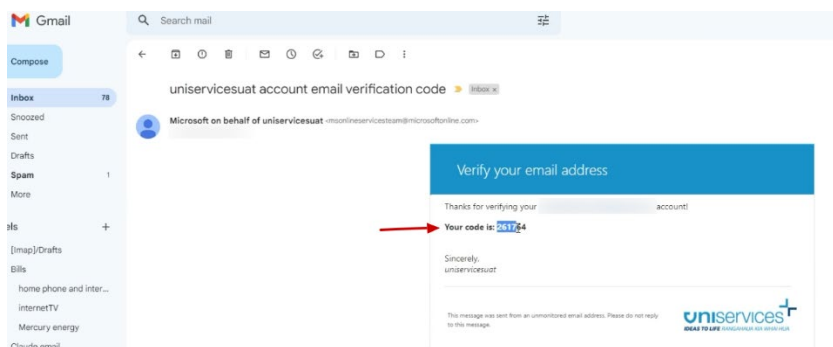 Gmail
Search mail
Compose
Inbox 78
Snoozed
Sent
Drafts
Spam 1
More
els +
[Imap]/Drafts
Bills
home phone and inter...
internetTV
Mercury energy
Claude email
uniservicesuat account email verification code Inbox x
Microsoft on behalf of uniservicesuat <msonlineservicesteam@microsoftonline.com>
Verify your email address
Thanks for verifying your account!
Your code is: 261764
Sincerely,
uniservicesuat
This message was sent from an unmonitored email address. Please do not reply
to this message.
UNISERVICES
IDEAS TO LIFE